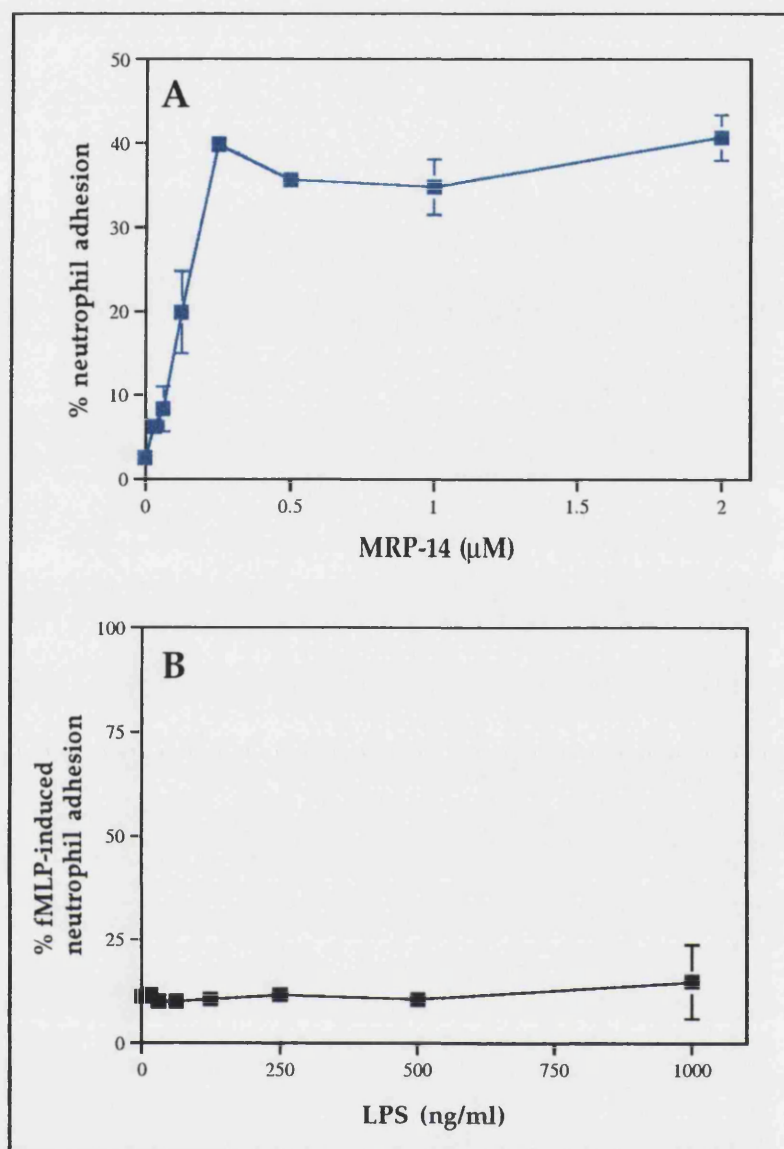 A
50
40
30
20
10
0
% neutrophil adhesion
0 0.5 1 1.5 2
MRP-14 (µM)
B
100
75
50
25
0
% fMLP-induced
neutrophil adhesion
0 250 500 750 1000
LPS (ng/ml)